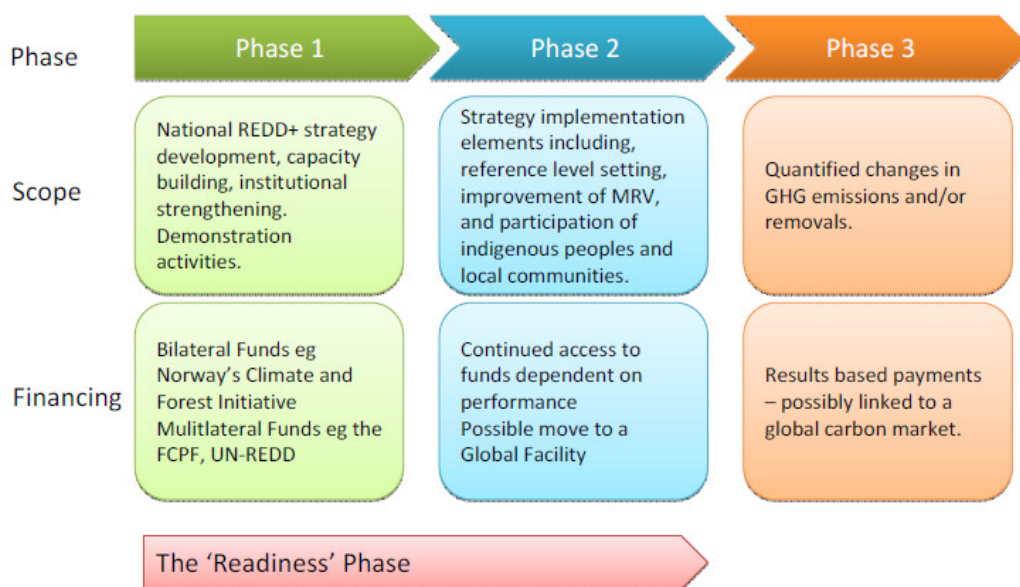 Phase
Phase 1
Phase 2
Phase 3
Scope
National REDD+ strategy
development, capacity
building, institutional
strengthening.
Demonstration
activities.
Strategy implementation
elements including,
reference level setting,
improvement of MRV,
and participation of
indigenous peoples and
local communities.
Quantified changes in
GHG emissions and/or
removals.
Financing
Bilateral Funds eg
Norway's Climate and
Forest Initiative
Mulitlateral Funds eg the
FCPF, UN-REDD
Continued access to
funds dependent on
performance
Possible move to a
Global Facility
Results based payments
– possibly linked to a
global carbon market.
The 'Readiness' Phase